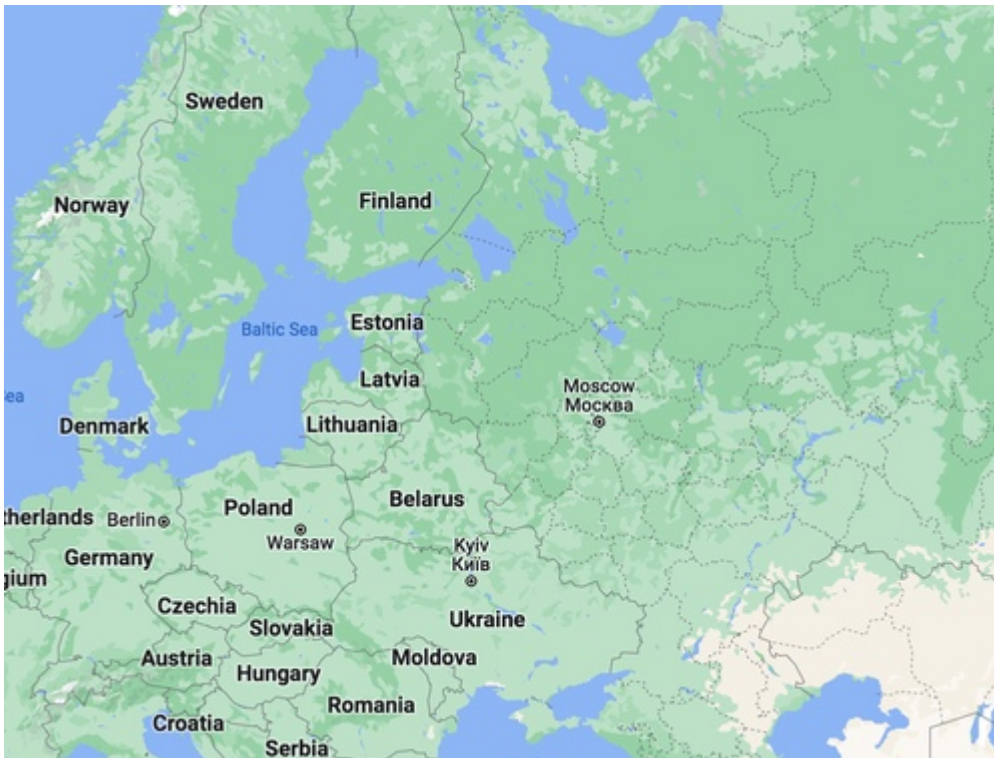 Sweden
Norway
Finland
Baltic Sea
Estonia
ea
Latvia
Moscow
Москва
Denmark
Lithuania
Belarus
Poland
therlands
Berlin
Warsaw
Kyiv
Київ
Germany
gium
Czechia
Ukraine
Slovakia
Austria
Moldova
Hungary
Romania
Croatia
Serbia